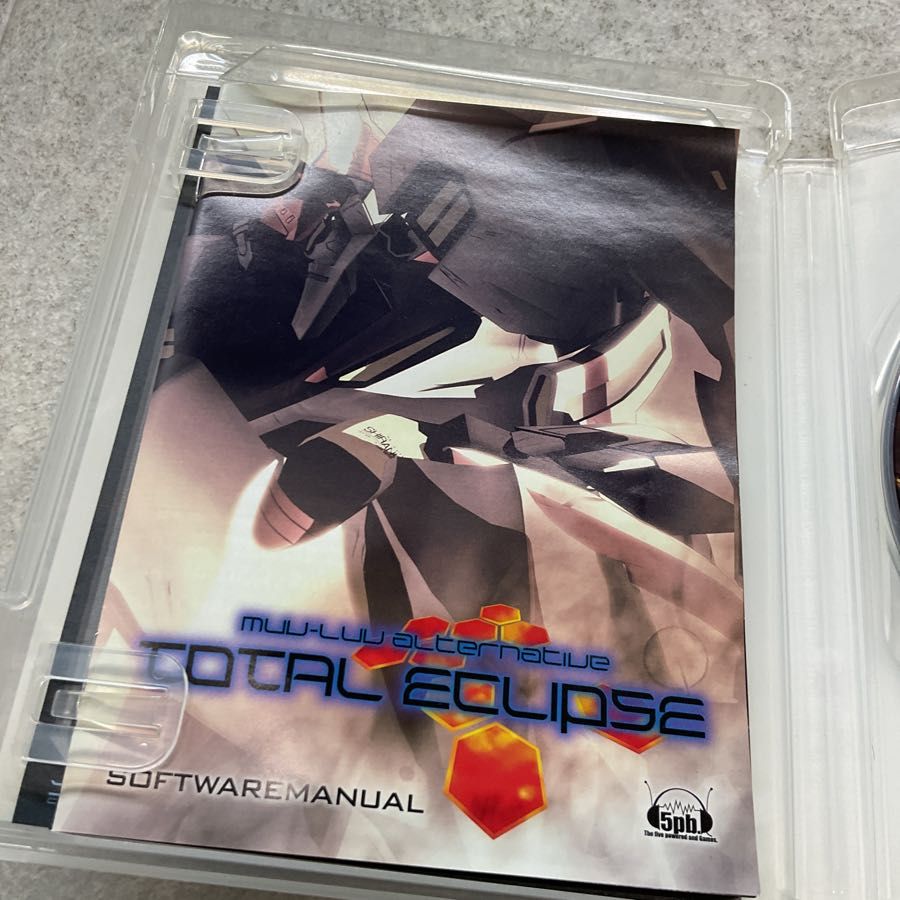 muv-luv alternative
TOTAL ECLIPSE
SOFTWAREMANUAL
5pb.
The five powered and Games.